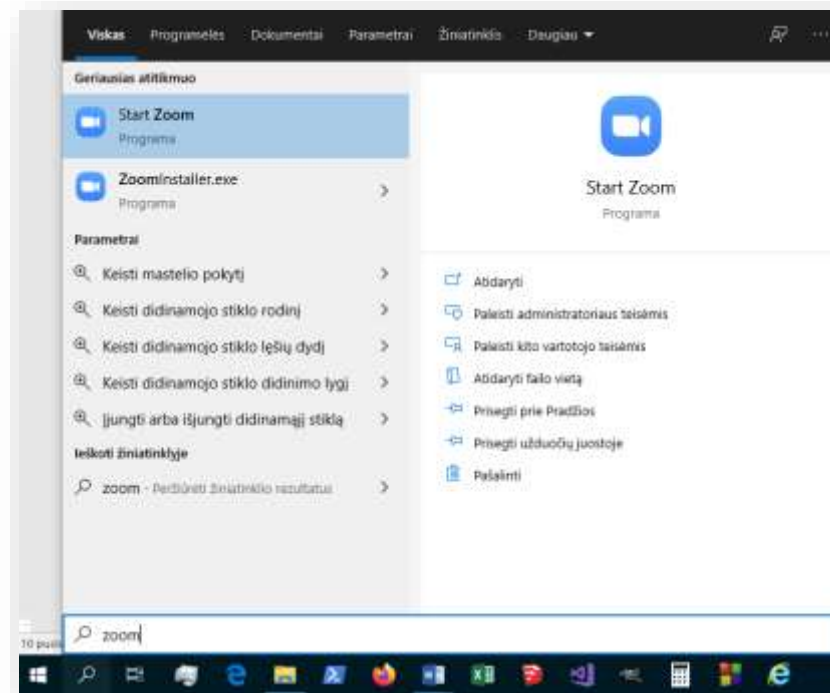 Viskas Programėlės Dokumentai Parametrai Žiniatinklis Daugiau
Geriausias atitikmuo
Start Zoom
Programa
ZoomInstaller.exe
Programa
Parametrai
Keisti mastelio pokytį
Keisti didinamojo stiklo rodinį
Keisti didinamojo stiklo lęšių dydį
Keisti didinamojo stiklo didinimo lygį
Įjungti arba išjungti didinamąjį stiklą
Ieškoti žiniatinklyje
zoom - Peržiūrėti žiniatinklio rezultatus
Start Zoom
Programa
Atidaryti
Paleisti administratoriaus teisėmis
Paleisti kito vartotojo teisėmis
Atidaryti failo vietą
Prisegti prie Pradžios
Prisegti užduočių juostoje
Pašalinti
10 pusl
zoom